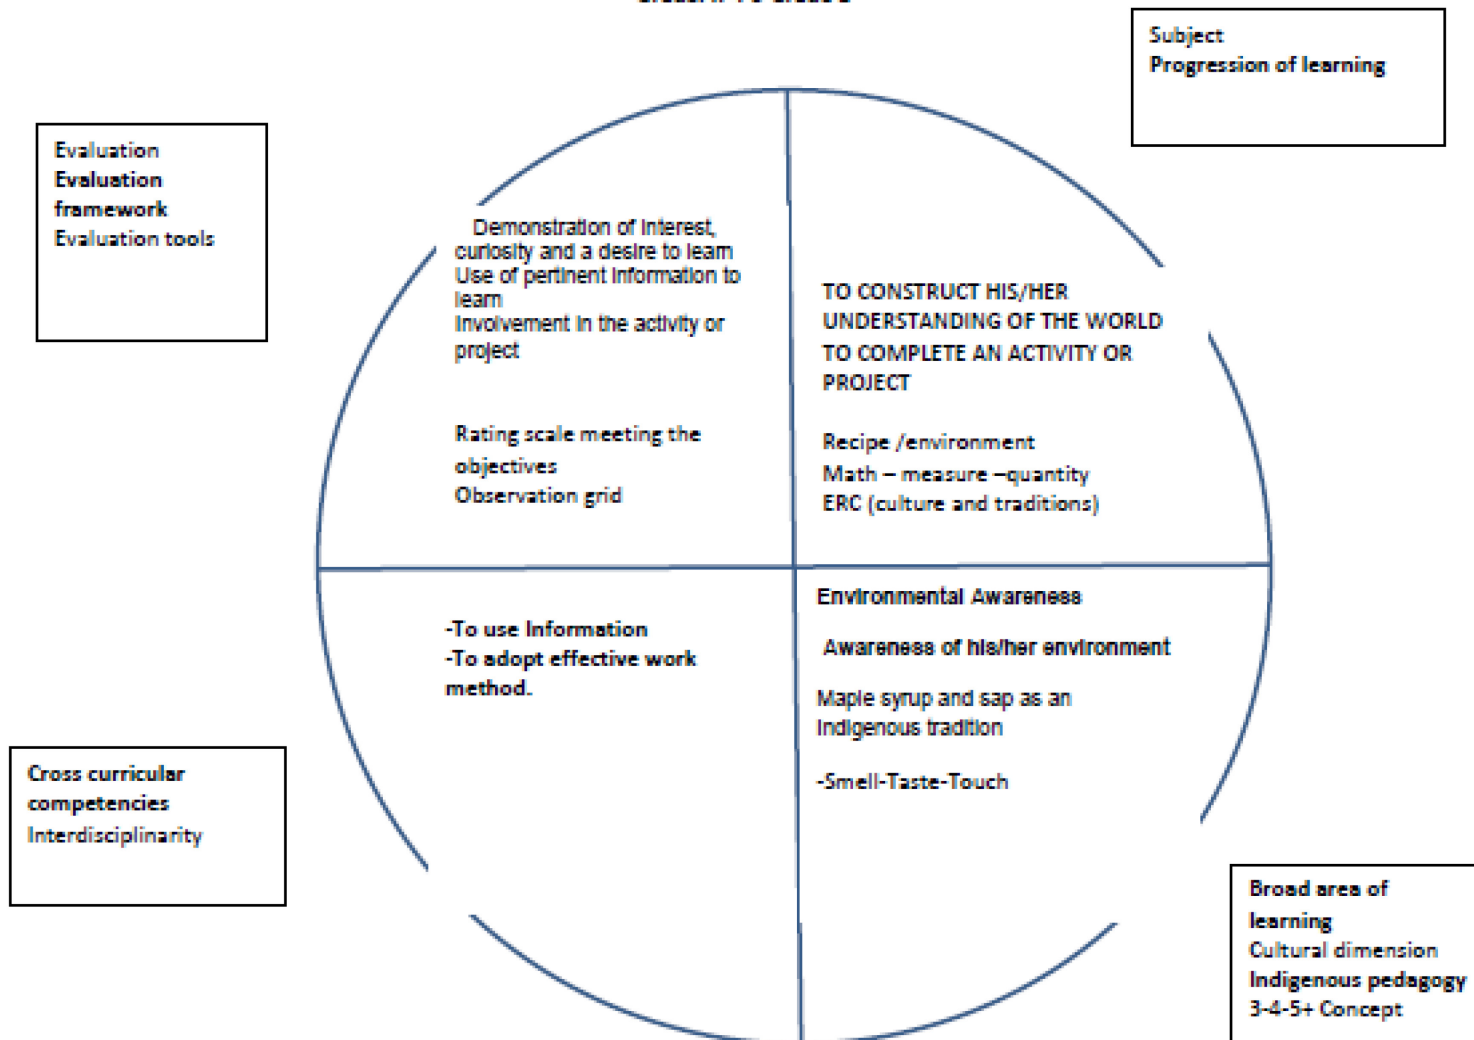 Subject
Progression of learning
Evaluation
Evaluation
framework
Evaluation tools
Demonstration of Interest,
curiosity and a desire to learn
Use of pertinent Information to
learn
Involvement in the activity or
project
Rating scale meeting the
objectives
Observation grid
TO CONSTRUCT HIS/HER
UNDERSTANDING OF THE WORLD
TO COMPLETE AN ACTIVITY OR
PROJECT
Recipe /environment
Math – measure –quantity
ERC (culture and traditions)
-To use Information
-To adopt effective work
method.
Environmental Awareness
Awareness of his/her environment
Maple syrup and sap as an
Indigenous tradition
-Smell-Taste-Touch
Cross curricular
competencies
Interdisciplinarity
Broad area of
learning
Cultural dimension
Indigenous pedagogy
3-4-5+ Concept